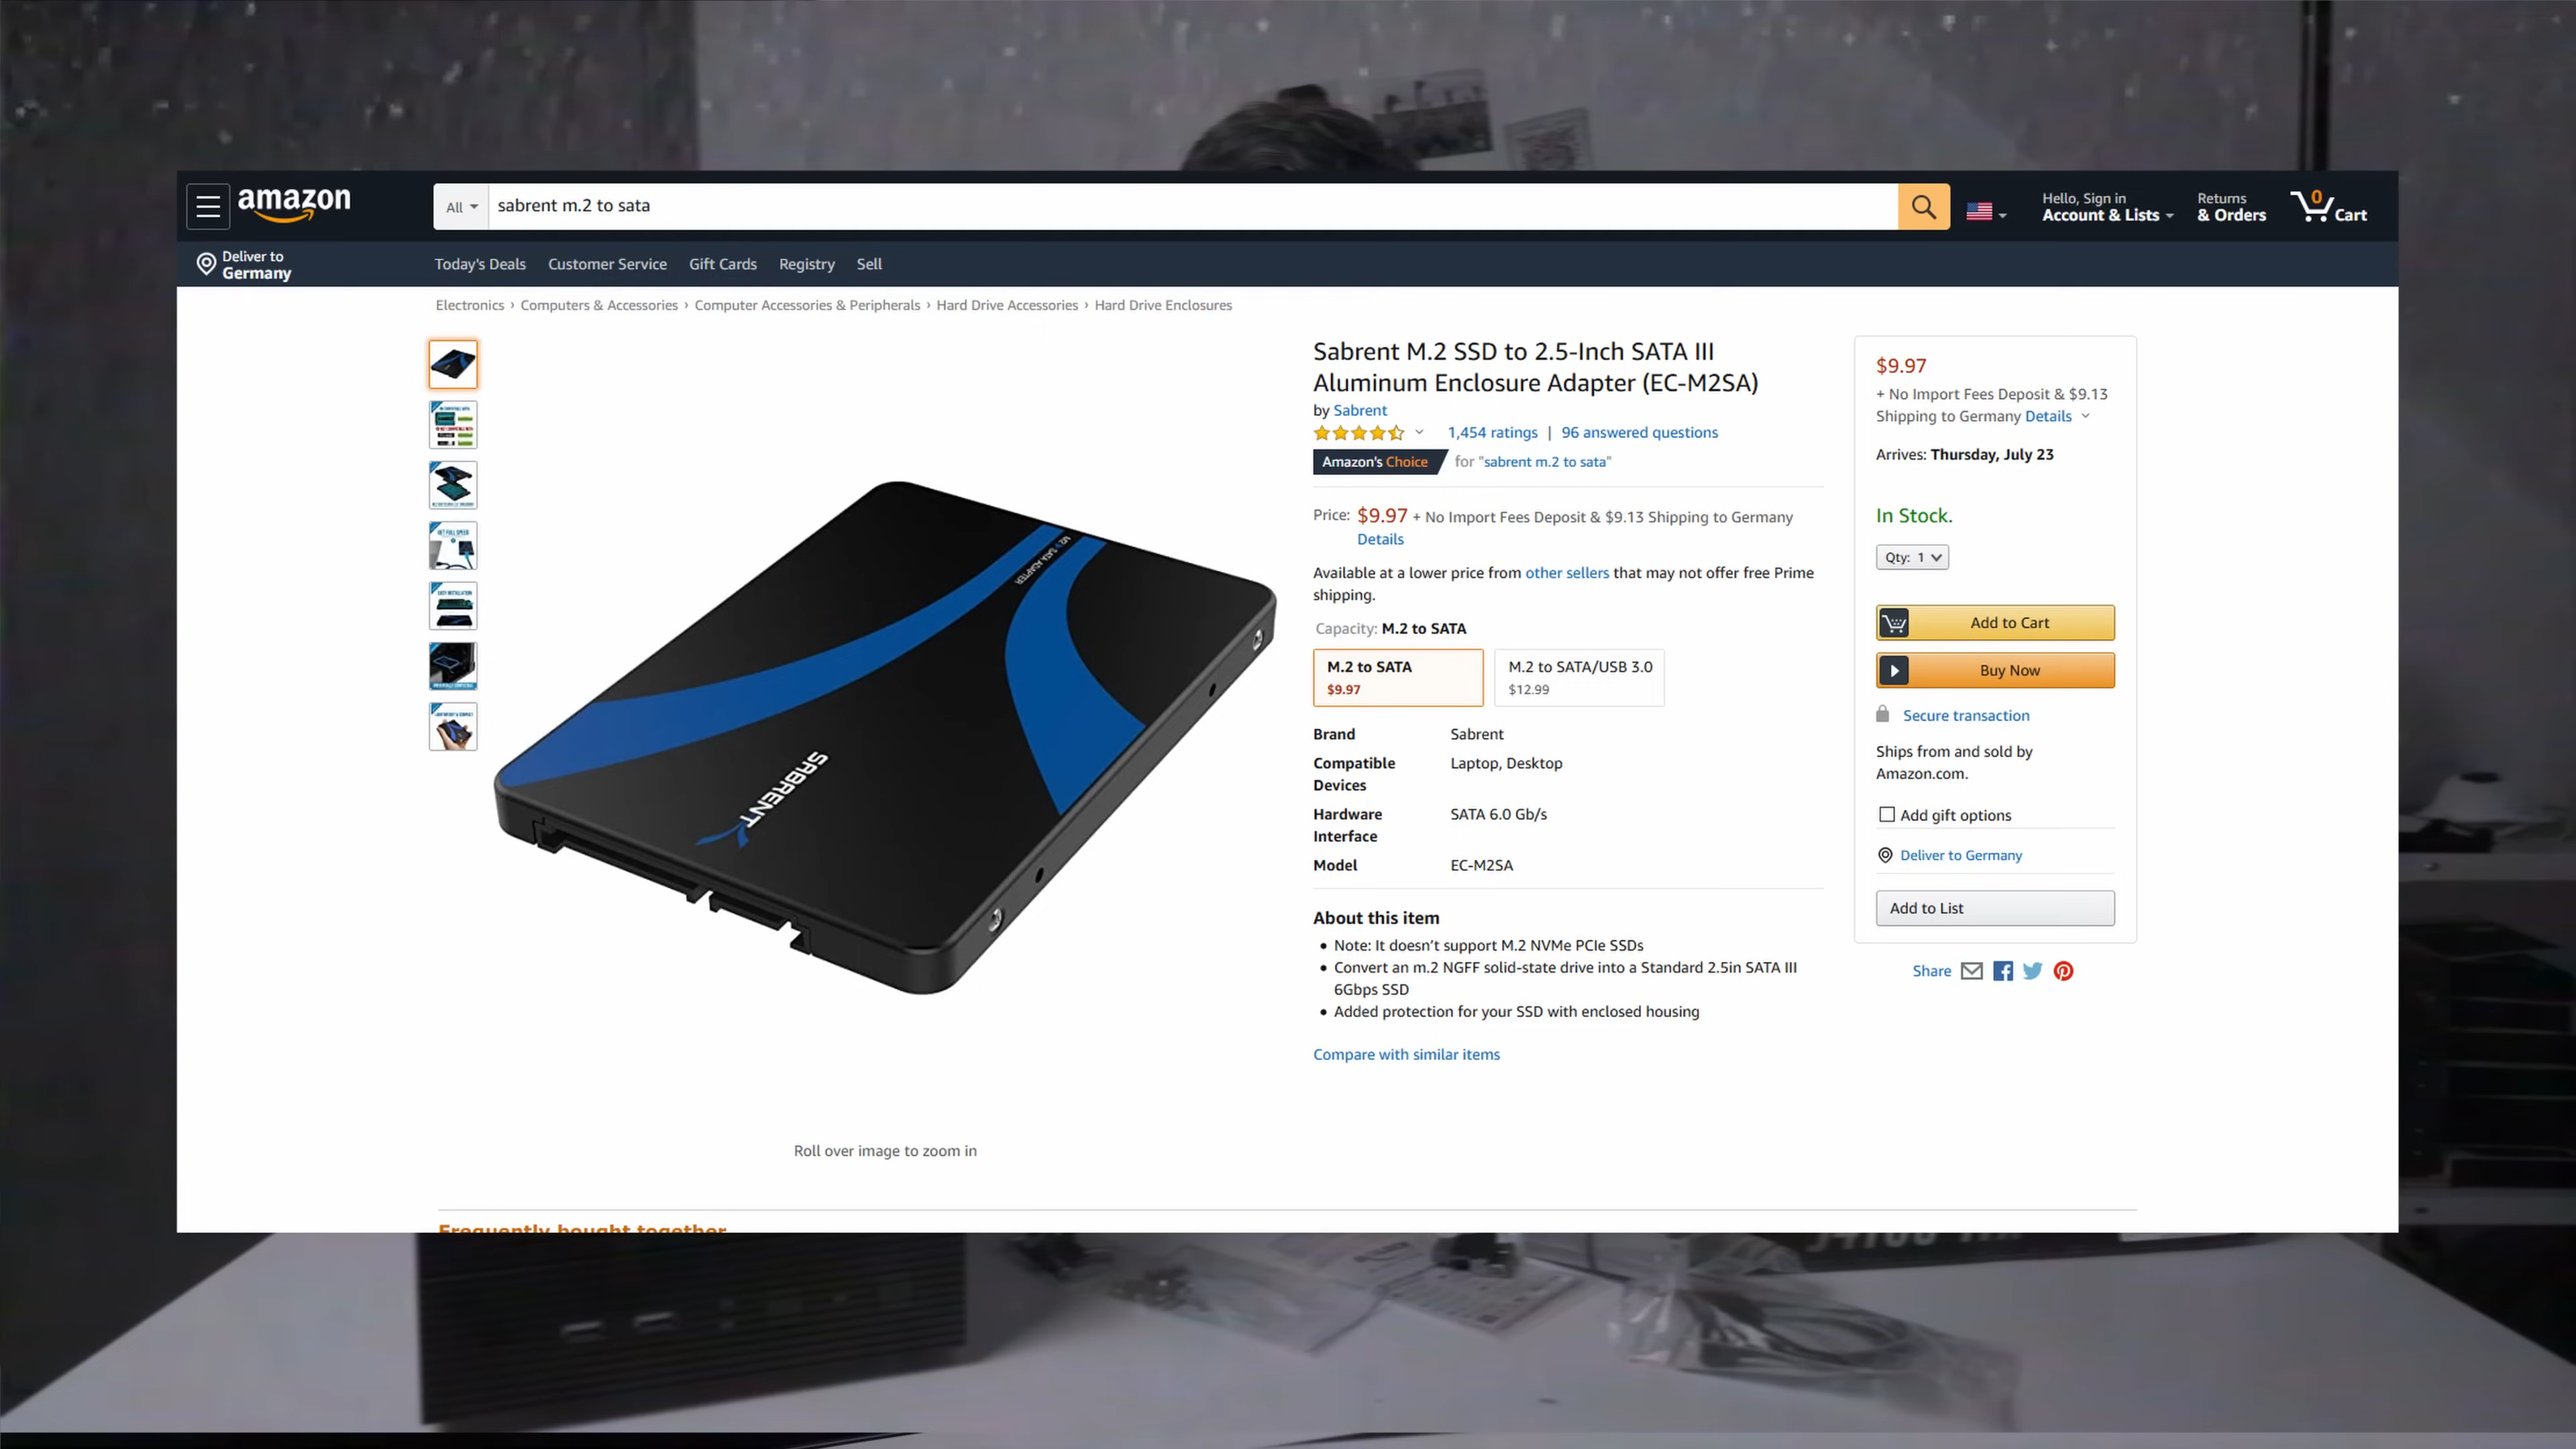 amazon
All
sabrent m.2 to sata
Hello, Sign in
Account & Lists
Returns
& Orders
0
Cart
Deliver to
Germany
Today's Deals
Customer Service
Gift Cards
Registry
Sell
Electronics › Computers & Accessories › Computer Accessories & Peripherals › Hard Drive Accessories › Hard Drive Enclosures
M.2 > SATA ADAPTER
SABRENT
Roll over image to zoom in
Sabrent M.2 SSD to 2.5-Inch SATA III
Aluminum Enclosure Adapter (EC-M2SA)
by Sabrent
1,454 ratings | 96 answered questions
Amazon's Choice for "sabrent m.2 to sata"
Price: $9.97 + No Import Fees Deposit & $9.13 Shipping to Germany
Details
Available at a lower price from other sellers that may not offer free Prime
shipping.
Capacity: M.2 to SATA
M.2 to SATA
$9.97
M.2 to SATA/USB 3.0
$12.99
Brand Sabrent
Compatible Laptop, Desktop
Devices
Hardware SATA 6.0 Gb/s
Interface
Model EC-M2SA
About this item
• Note: It doesn't support M.2 NVMe PCIe SSDs
• Convert an m.2 NGFF solid-state drive into a Standard 2.5in SATA III
6Gbps SSD
• Added protection for your SSD with enclosed housing
Compare with similar items
$9.97
+ No Import Fees Deposit & $9.13
Shipping to Germany Details
Arrives: Thursday, July 23
In Stock.
Qty: 1
Add to Cart
Buy Now
Secure transaction
Ships from and sold by
Amazon.com.
Add gift options
Deliver to Germany
Add to List
Share
Frequently bought together